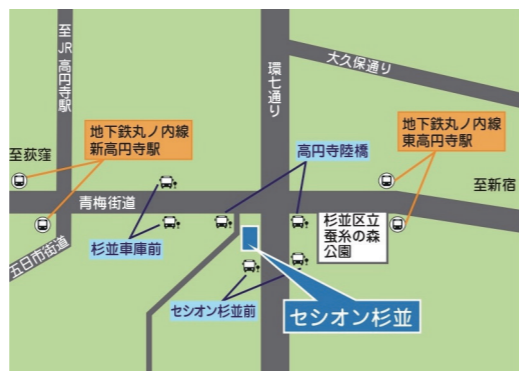 至JR高円寺駅
環七通り
大久保通り
地下鉄丸ノ内線
新高円寺駅
地下鉄丸ノ内線
東高円寺駅
至荻窪
高円寺陸橋
至新宿
青梅街道
杉並区立
蚕糸の森
公園
杉並車庫前
五日市街道
セシオン杉並前
セシオン杉並